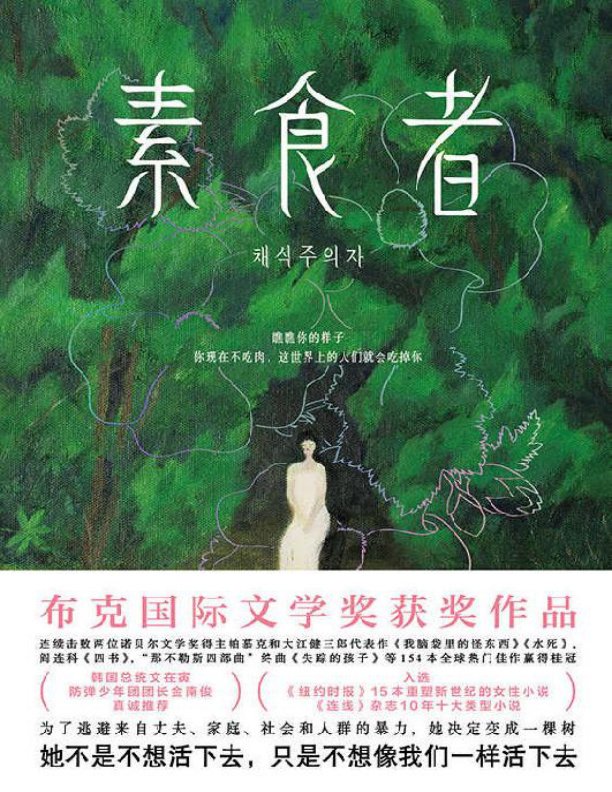 素食者
채식주의자
瞧瞧你的样子
你现在不吃肉，这世界上的人们就会吃掉你
布克国际文学奖获奖作品
连续击败两位诺贝尔文学奖得主帕慕克和大江健三郎代表作《我脑袋里的怪东西》《水死》，
阎连科《四书》，“那不勒斯四部曲”终曲《失踪的孩子》等154本全球热门佳作赢得桂冠
韩国总统文在寅
防弹少年团团长金南俊
真诚推荐
入选
《纽约时报》15本重塑新世纪的女性小说
《连线》杂志10年十大类型小说
为了逃避来自丈夫、家庭、社会和人群的暴力，她决定变成一棵树
她不是不想活下去，只是不想像我们一样活下去